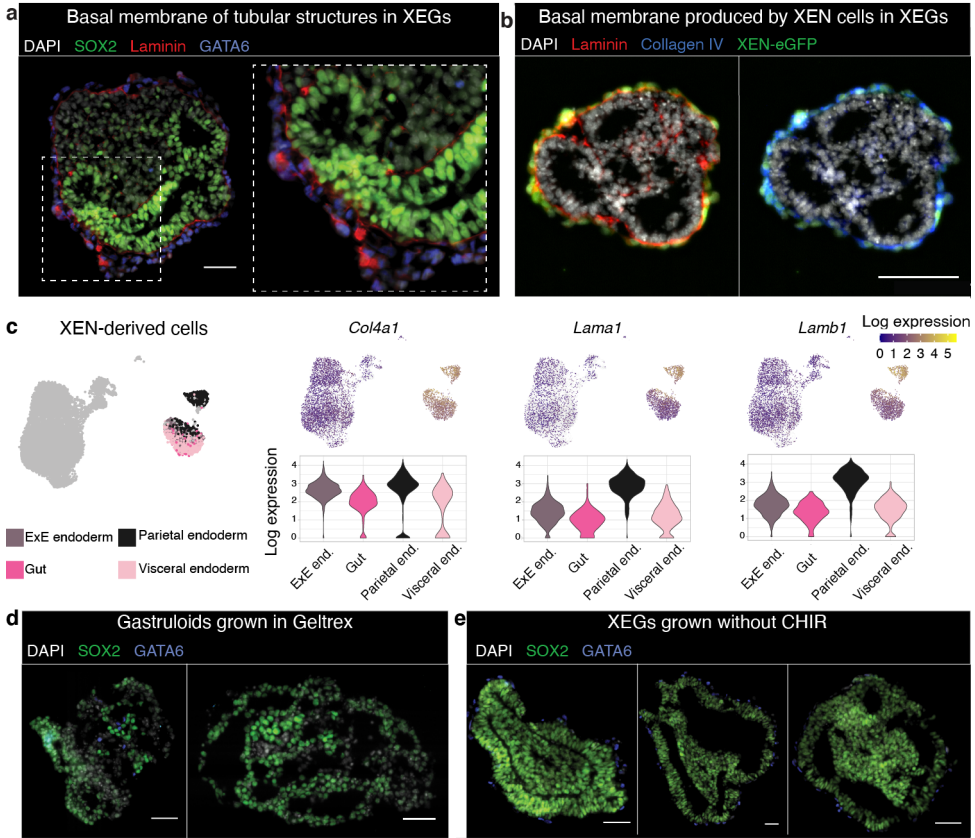 a
Basal membrane of tubular structures in XEGs
DAPI SOX2 Laminin GATA6
b
Basal membrane produced by XEN cells in XEGs
DAPI Laminin Collagen IV XEN-eGFP
c
XEN-derived cells
ExE endoderm
Parietal endoderm
Gut
Visceral endoderm
Col4a1
Lama1
Lamb1
Log expression
0 1 2 3 4 5
Log expression
4
3
2
1
0
ExE end.
Gut
Parietal end.
Visceral end.
4
3
2
1
0
ExE end.
Gut
Parietal end.
Visceral end.
4
3
2
1
0
ExE end.
Gut
Parietal end.
Visceral end.
d
Gastruloids grown in Geltrex
DAPI SOX2 GATA6
e
XEGs grown without CHIR
DAPI SOX2 GATA6